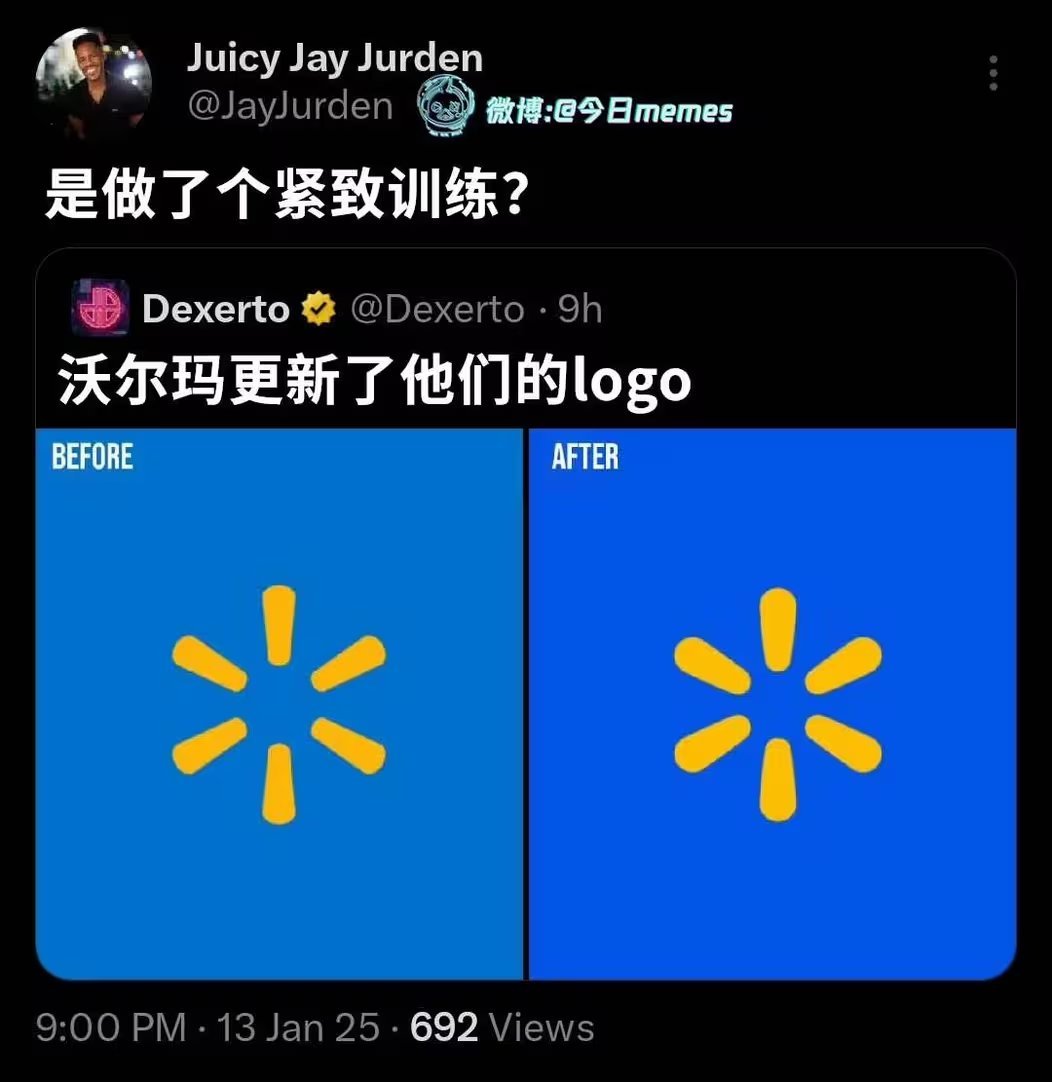 Juicy Jay Jurden
@JayJurden
微博:@今日memes
是做了个紧致训练？
Dexerto @Dexerto · 9h
沃尔玛更新了他们的logo
BEFORE
AFTER
9:00 PM · 13 Jan 25 · 692 Views